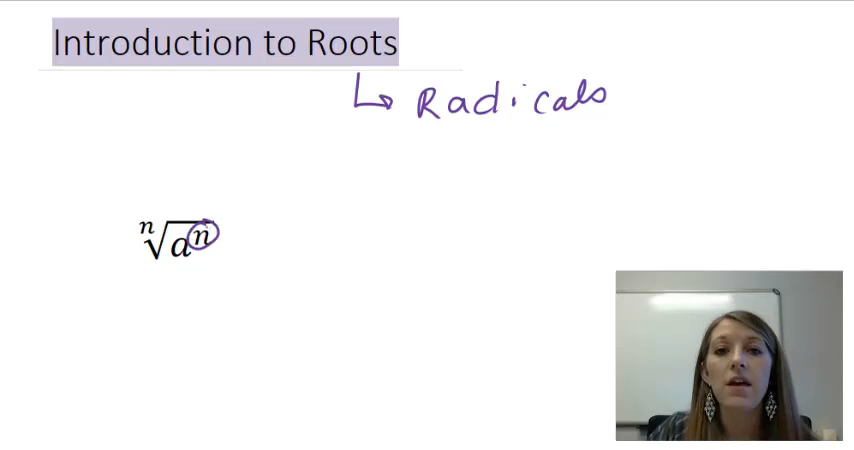 Introduction to Roots
↳ Radicals
ⁿ√aⁿ